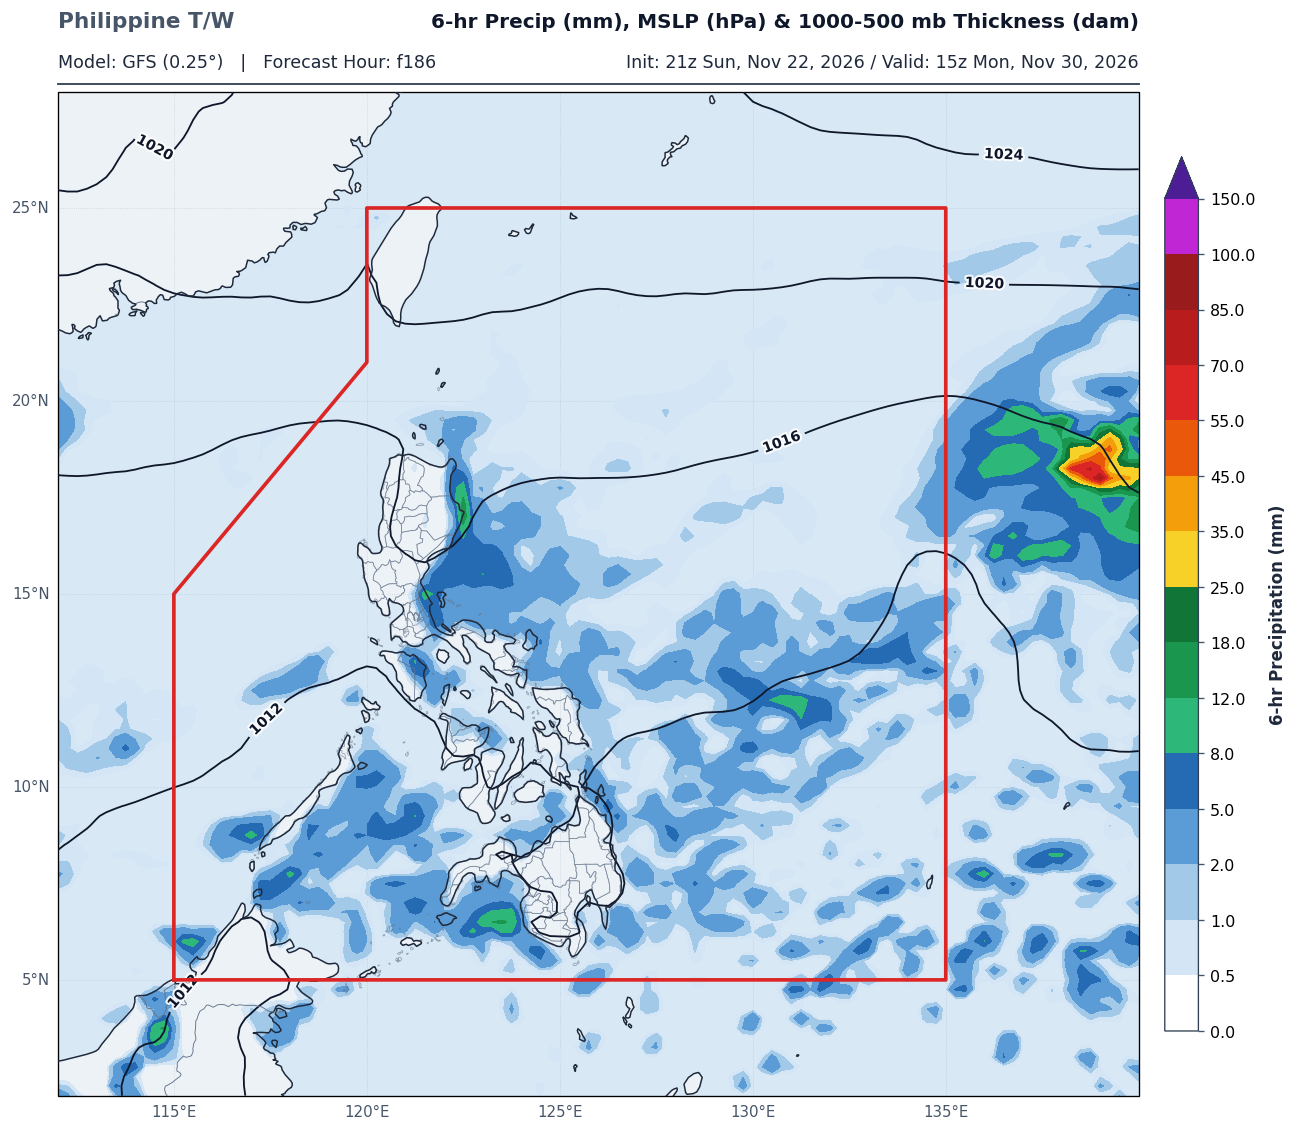 Philippine T/W
6-hr Precip (mm), MSLP (hPa) & 1000-500 mb Thickness (dam)
Model: GFS (0.25°) | Forecast Hour: f186
Init: 21z Sun, Nov 22, 2026 / Valid: 15z Mon, Nov 30, 2026
1020
1024
1020
1016
1012
1012
25°N
20°N
15°N
10°N
5°N
115°E
120°E
125°E
130°E
135°E
150.0
100.0
85.0
70.0
55.0
45.0
35.0
25.0
18.0
12.0
8.0
5.0
2.0
1.0
0.5
0.0
6-hr Precipitation (mm)